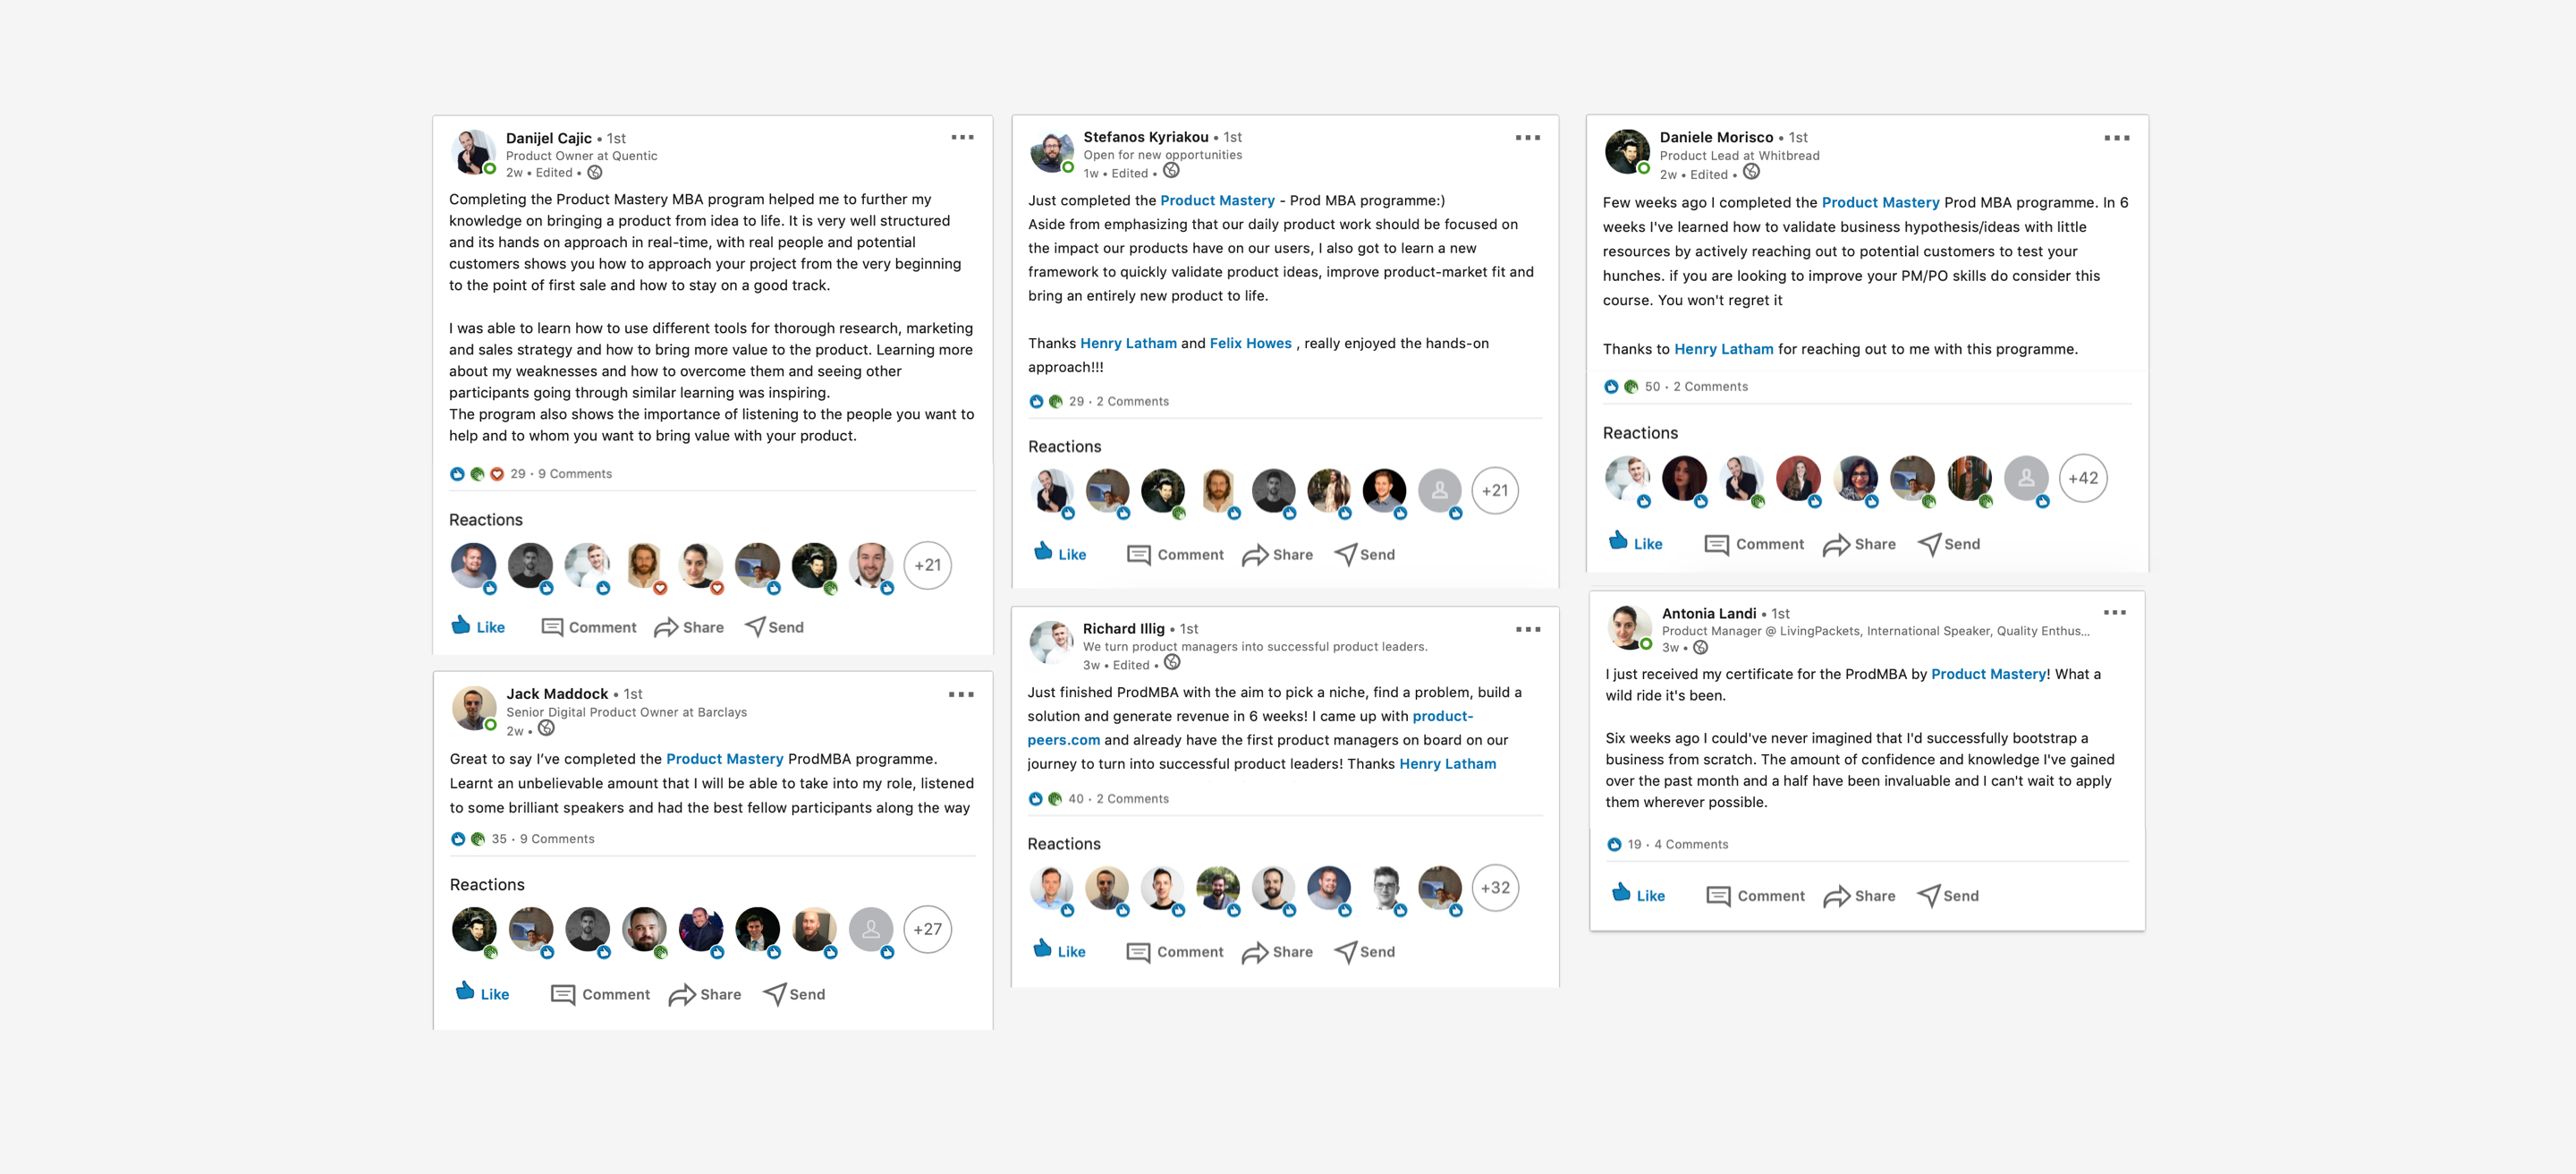 Danijel Cajic • 1st
Product Owner at Quentic
2w • Edited •
Completing the Product Mastery MBA program helped me to further my
knowledge on bringing a product from idea to life. It is very well structured
and its hands on approach in real-time, with real people and potential
customers shows you how to approach your project from the very beginning
to the point of first sale and how to stay on a good track.
I was able to learn how to use different tools for thorough research, marketing
and sales strategy and how to bring more value to the product. Learning more
about my weaknesses and how to overcome them and seeing other
participants going through similar learning was inspiring.
The program also shows the importance of listening to the people you want to
help and to whom you want to bring value with your product.
29 · 9 Comments
Reactions
+21
Like Comment Share Send
Jack Maddock • 1st
Senior Digital Product Owner at Barclays
2w •
Great to say I’ve completed the Product Mastery ProdMBA programme.
Learnt an unbelievable amount that I will be able to take into my role, listened
to some brilliant speakers and had the best fellow participants along the way
35 · 9 Comments
Reactions
+27
Like Comment Share Send
Stefanos Kyriakou • 1st
Open for new opportunities
1w • Edited •
Just completed the Product Mastery - Prod MBA programme:)
Aside from emphasizing that our daily product work should be focused on
the impact our products have on our users, I also got to learn a new
framework to quickly validate product ideas, improve product-market fit and
bring an entirely new product to life.
Thanks Henry Latham and Felix Howes , really enjoyed the hands-on
approach!!!
29 · 2 Comments
Reactions
+21
Like Comment Share Send
Richard Illig • 1st
We turn product managers into successful product leaders.
3w • Edited •
Just finished ProdMBA with the aim to pick a niche, find a problem, build a
solution and generate revenue in 6 weeks! I came up with product-
peers.com and already have the first product managers on board on our
journey to turn into successful product leaders! Thanks Henry Latham
40 · 2 Comments
Reactions
+32
Like Comment Share Send
Daniele Morisco • 1st
Product Lead at Whitbread
2w • Edited •
Few weeks ago I completed the Product Mastery Prod MBA programme. In 6
weeks I've learned how to validate business hypothesis/ideas with little
resources by actively reaching out to potential customers to test your
hunches. if you are looking to improve your PM/PO skills do consider this
course. You won't regret it
Thanks to Henry Latham for reaching out to me with this programme.
50 · 2 Comments
Reactions
+42
Like Comment Share Send
Antonia Landi • 1st
Product Manager @ LivingPackets, International Speaker, Quality Enthus...
3w •
I just received my certificate for the ProdMBA by Product Mastery! What a
wild ride it's been.
Six weeks ago I could've never imagined that I'd successfully bootstrap a
business from scratch. The amount of confidence and knowledge I've gained
over the past month and a half have been invaluable and I can't wait to apply
them wherever possible.
19 · 4 Comments
Like Comment Share Send